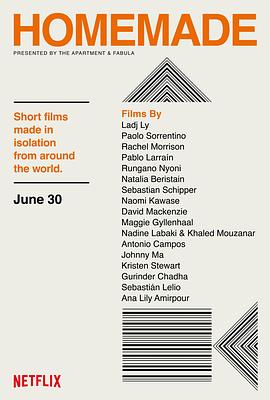 HOMEMADE
PRESENTED BY THE APARTMENT & FABULA
Short films
made in
isolation
from around
the world.
June 30
Films By
Ladj Ly
Paolo Sorrentino
Rachel Morrison
Pablo Larrain
Rungano Nyoni
Natalia Beristain
Sebastian Schipper
Naomi Kawase
David Mackenzie
Maggie Gyllenhaal
Nadine Labaki & Khaled Mouzanar
Antonio Campos
Johnny Ma
Kristen Stewart
Gurinder Chadha
Sebastián Lelio
Ana Lily Amirpour
NETFLIX